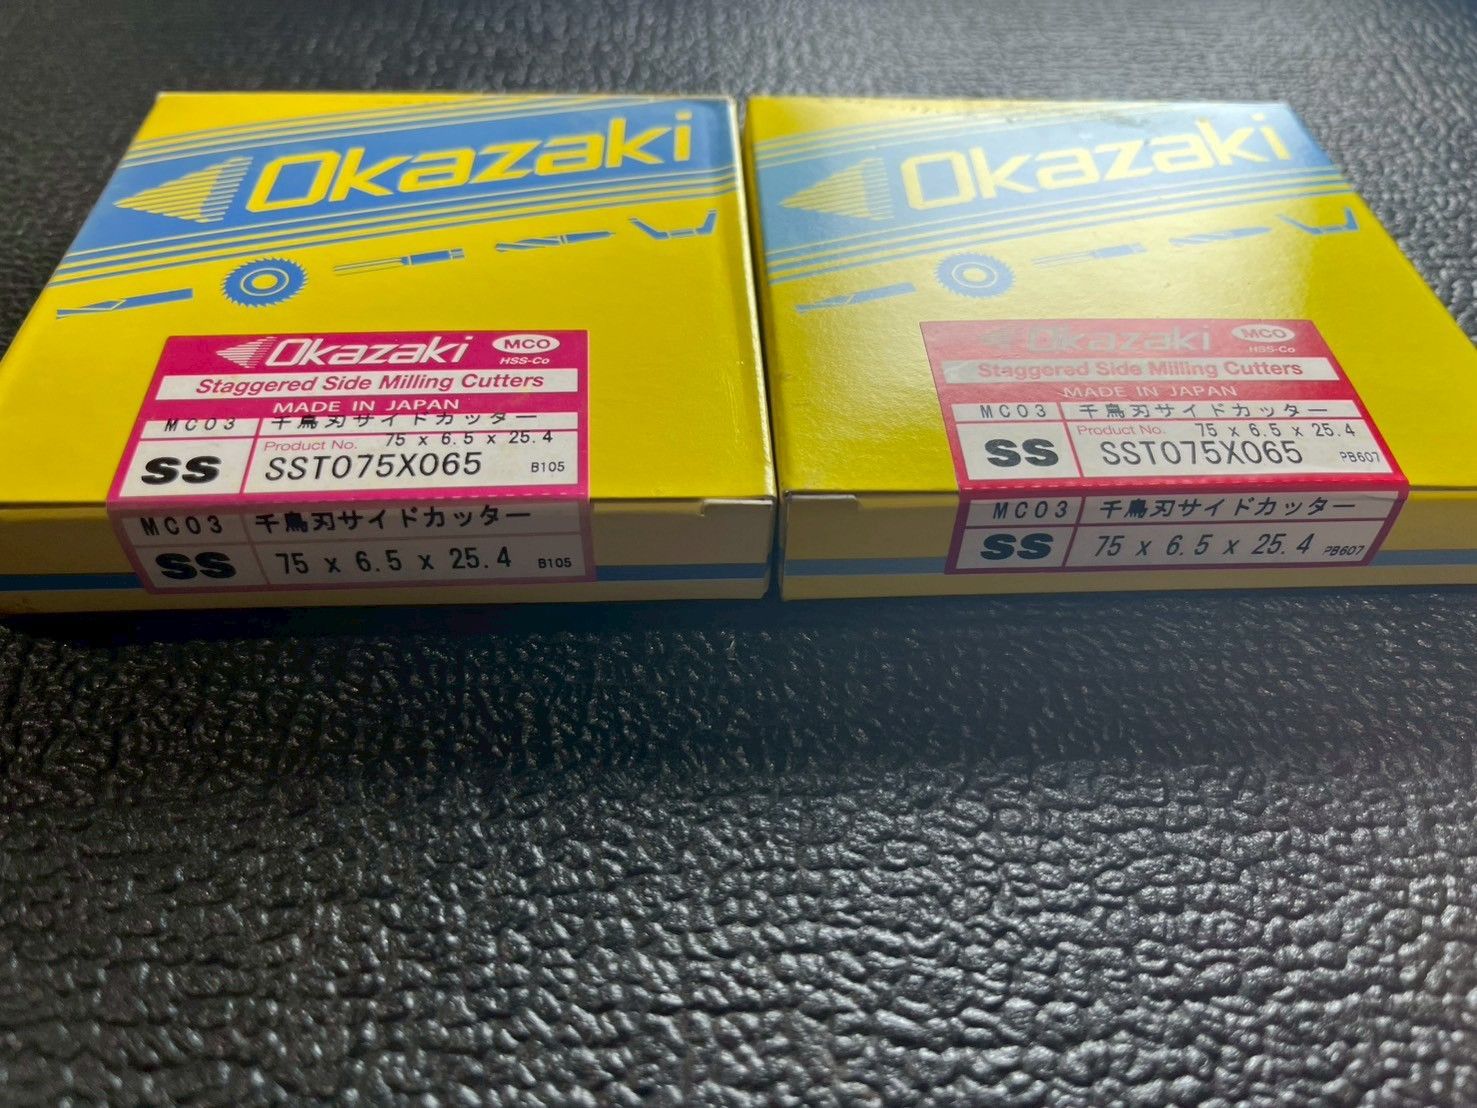 Okazaki
Okazaki MCO
HSS-Co
Staggered Side Milling Cutters
MADE IN JAPAN
MC03 千鳥刃サイドカッター
Product No. 75 x 6.5 x 25.4
SS SST075X065 B105
MC03 千鳥刃サイドカッター
SS 75 x 6.5 x 25.4 B105
Okazaki
Okazaki MCO
HSS-Co
Staggered Side Milling Cutters
MADE IN JAPAN
MC03 千鳥刃サイドカッター
Product No. 75 x 6.5 x 25.4
SS SST075X065 PB607
MC03 千鳥刃サイドカッター
SS 75 x 6.5 x 25.4 PB607